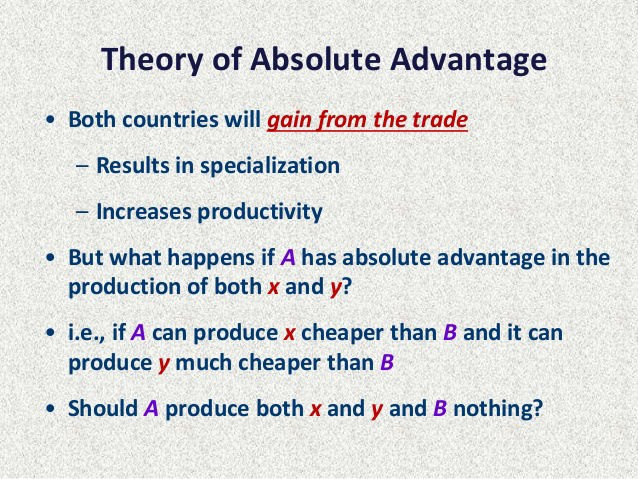 Theory of Absolute Advantage
• Both countries will gain from the trade
– Results in specialization
– Increases productivity
• But what happens if A has absolute advantage in the
production of both x and y?
• i.e., if A can produce x cheaper than B and it can
produce y much cheaper than B
• Should A produce both x and y and B nothing?